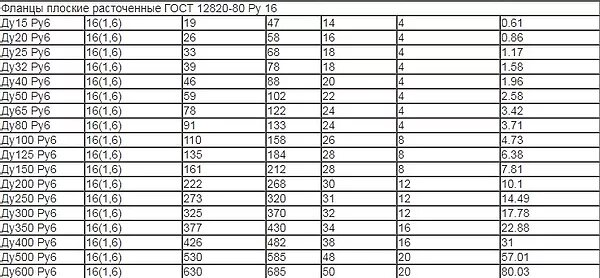 Фланцы плоские расточенные ГОСТ 12820-80 Ру 16
Ду15 Ру6 16(1,6) 19 47 14 4 0.61
Ду20 Ру6 16(1,6) 26 58 16 4 0.86
Ду25 Ру6 16(1,6) 33 68 18 4 1.17
Ду32 Ру6 16(1,6) 39 78 18 4 1.58
Ду40 Ру6 16(1,6) 46 88 20 4 1.96
Ду50 Ру6 16(1,6) 59 102 22 4 2.58
Ду65 Ру6 16(1,6) 78 122 24 4 3.42
Ду80 Ру6 16(1,6) 91 133 24 4 3.71
Ду100 Ру6 16(1,6) 110 158 26 8 4.73
Ду125 Ру6 16(1,6) 135 184 28 8 6.38
Ду150 Ру6 16(1,6) 161 212 28 8 7.81
Ду200 Ру6 16(1,6) 222 268 30 12 10.1
Ду250 Ру6 16(1,6) 273 320 31 12 14.49
Ду300 Ру6 16(1,6) 325 370 32 12 17.78
Ду350 Ру6 16(1,6) 377 430 34 16 22.88
Ду400 Ру6 16(1,6) 426 482 38 16 31
Ду500 Ру6 16(1,6) 530 585 48 20 57.01
Ду600 Ру6 16(1,6) 630 685 50 20 80.03